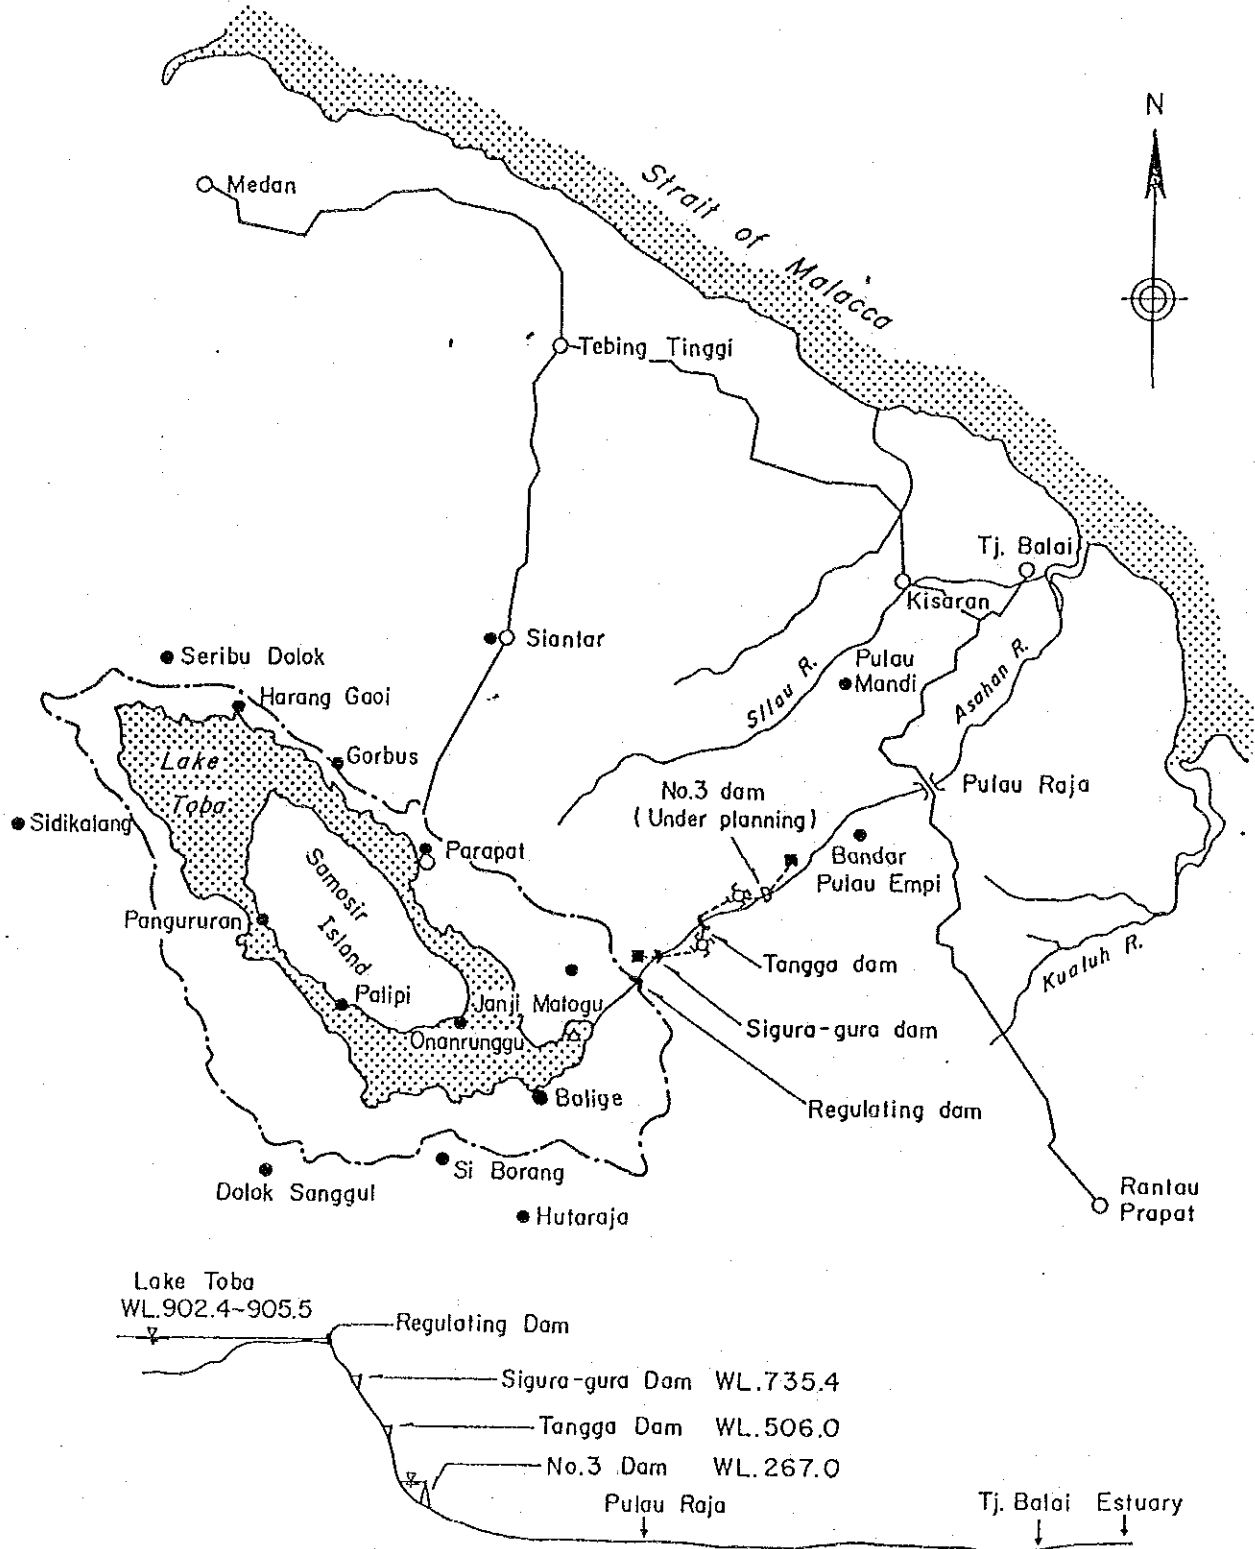 N
Medan
Strait of Malacca
Tebing Tinggi
Tj. Balai
Kisaran
Siantar
Seribu Dolok
Harang Gaoi
Pulau
Mandi
Silau R.
Asahan R.
Gorbus
Lake
Toba
No.3 dam
(Under planning)
Pulau Raja
Sidikalang
Parapat
Bandar
Pulau Empi
Samosir
Island
Pangururan
Kualuh R.
Tangga dam
Palipi
Janji Matogu
Onanrunggu
Sigura-gura dam
Balige
Regulating dam
Si Borang
Dolok Sanggul
Hutaraja
Rantau
Prapat
Lake Toba
WL.902.4~905.5
Regulating Dam
Sigura-gura Dam WL.735.4
Tangga Dam WL.506.0
No.3 Dam WL.267.0
Pulau Raja
Tj. Balai Estuary